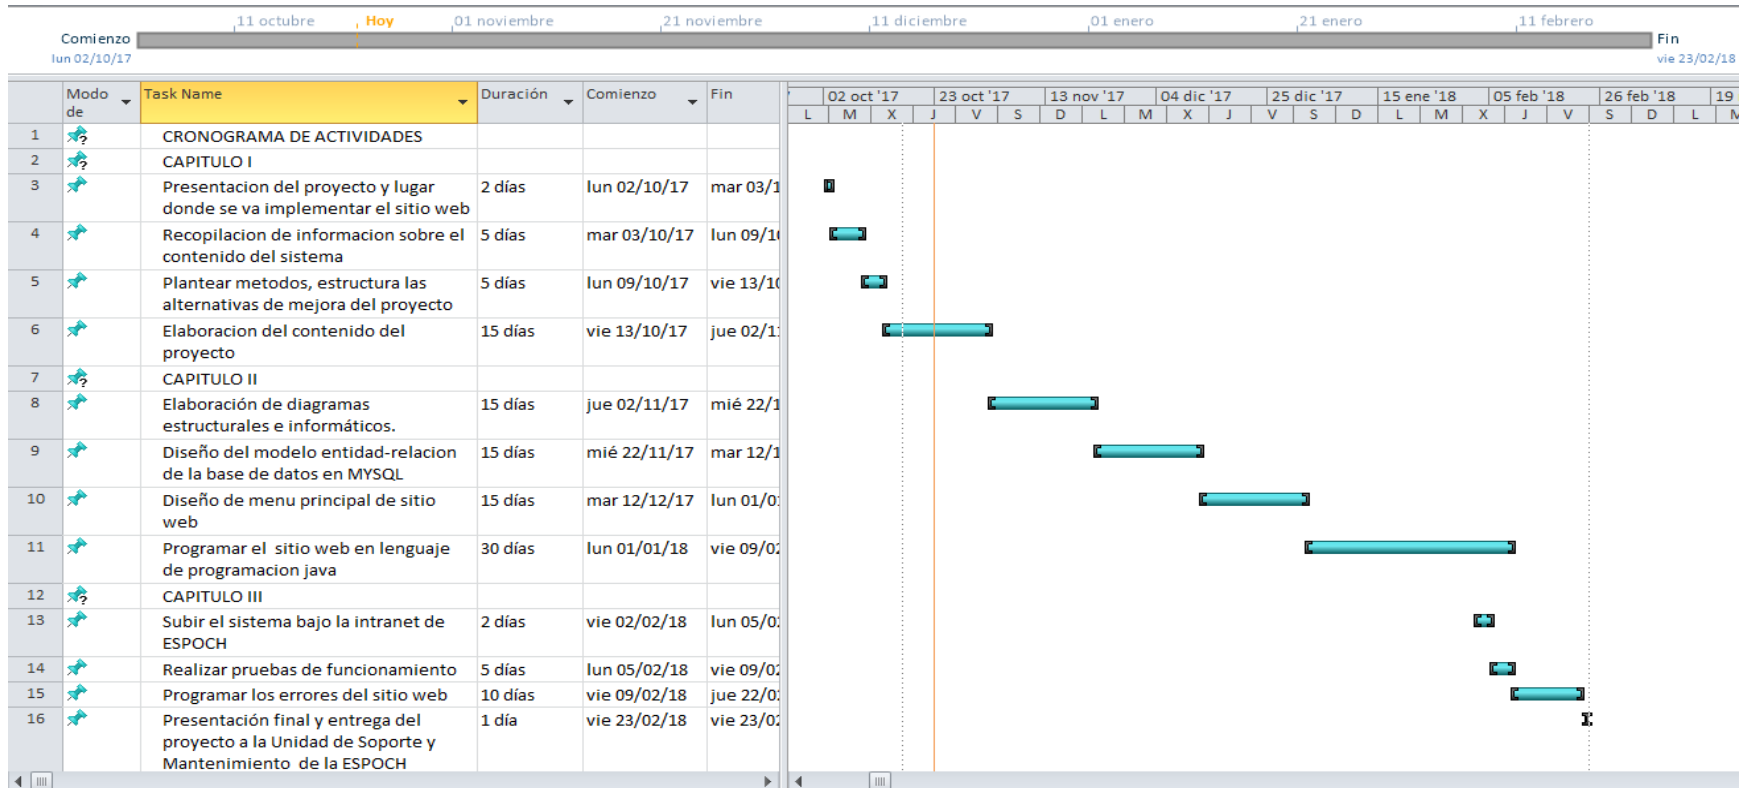 11 octubre Hoy 01 noviembre 21 noviembre 11 diciembre 01 enero 21 enero 11 febrero
Comienzo Fin
lun 02/10/17 vie 23/02/18
Modo de Task Name Duración Comienzo Fin
02 oct '17 23 oct '17 13 nov '17 04 dic '17 25 dic '17 15 ene '18 05 feb '18 26 feb '18 19
L M X J V S D L M X J V S D L M X J V S D L M
1 CRONOGRAMA DE ACTIVIDADES
2 CAPITULO I
3 Presentacion del proyecto y lugar 2 días lun 02/10/17 mar 03/1
donde se va implementar el sitio web
4 Recopilacion de informacion sobre el 5 días mar 03/10/17 lun 09/10
contenido del sistema
5 Plantear metodos, estructura las 5 días lun 09/10/17 vie 13/10
alternativas de mejora del proyecto
6 Elaboracion del contenido del 15 días vie 13/10/17 jue 02/11
proyecto
7 CAPITULO II
8 Elaboración de diagramas 15 días jue 02/11/17 mié 22/1
estructurales e informáticos.
9 Diseño del modelo entidad-relacion 15 días mié 22/11/17 mar 12/1
de la base de datos en MYSQL
10 Diseño de menu principal de sitio 15 días mar 12/12/17 lun 01/01
web
11 Programar el sitio web en lenguaje 30 días lun 01/01/18 vie 09/02
de programacion java
12 CAPITULO III
13 Subir el sistema bajo la intranet de 2 días vie 02/02/18 lun 05/02
ESPOCH
14 Realizar pruebas de funcionamiento 5 días lun 05/02/18 vie 09/02
15 Programar los errores del sitio web 10 días vie 09/02/18 jue 22/02
16 Presentación final y entrega del 1 día vie 23/02/18 vie 23/02
proyecto a la Unidad de Soporte y
Mantenimiento de la ESPOCH